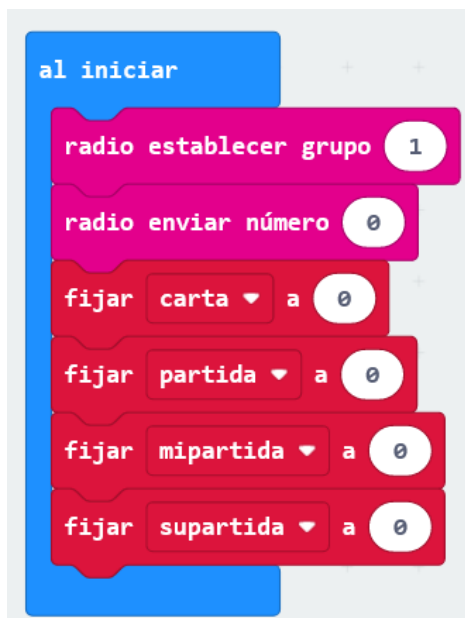 al iniciar
radio establecer grupo 1
radio enviar número 0
fijar carta a 0
fijar partida a 0
fijar mipartida a 0
fijar supartida a 0